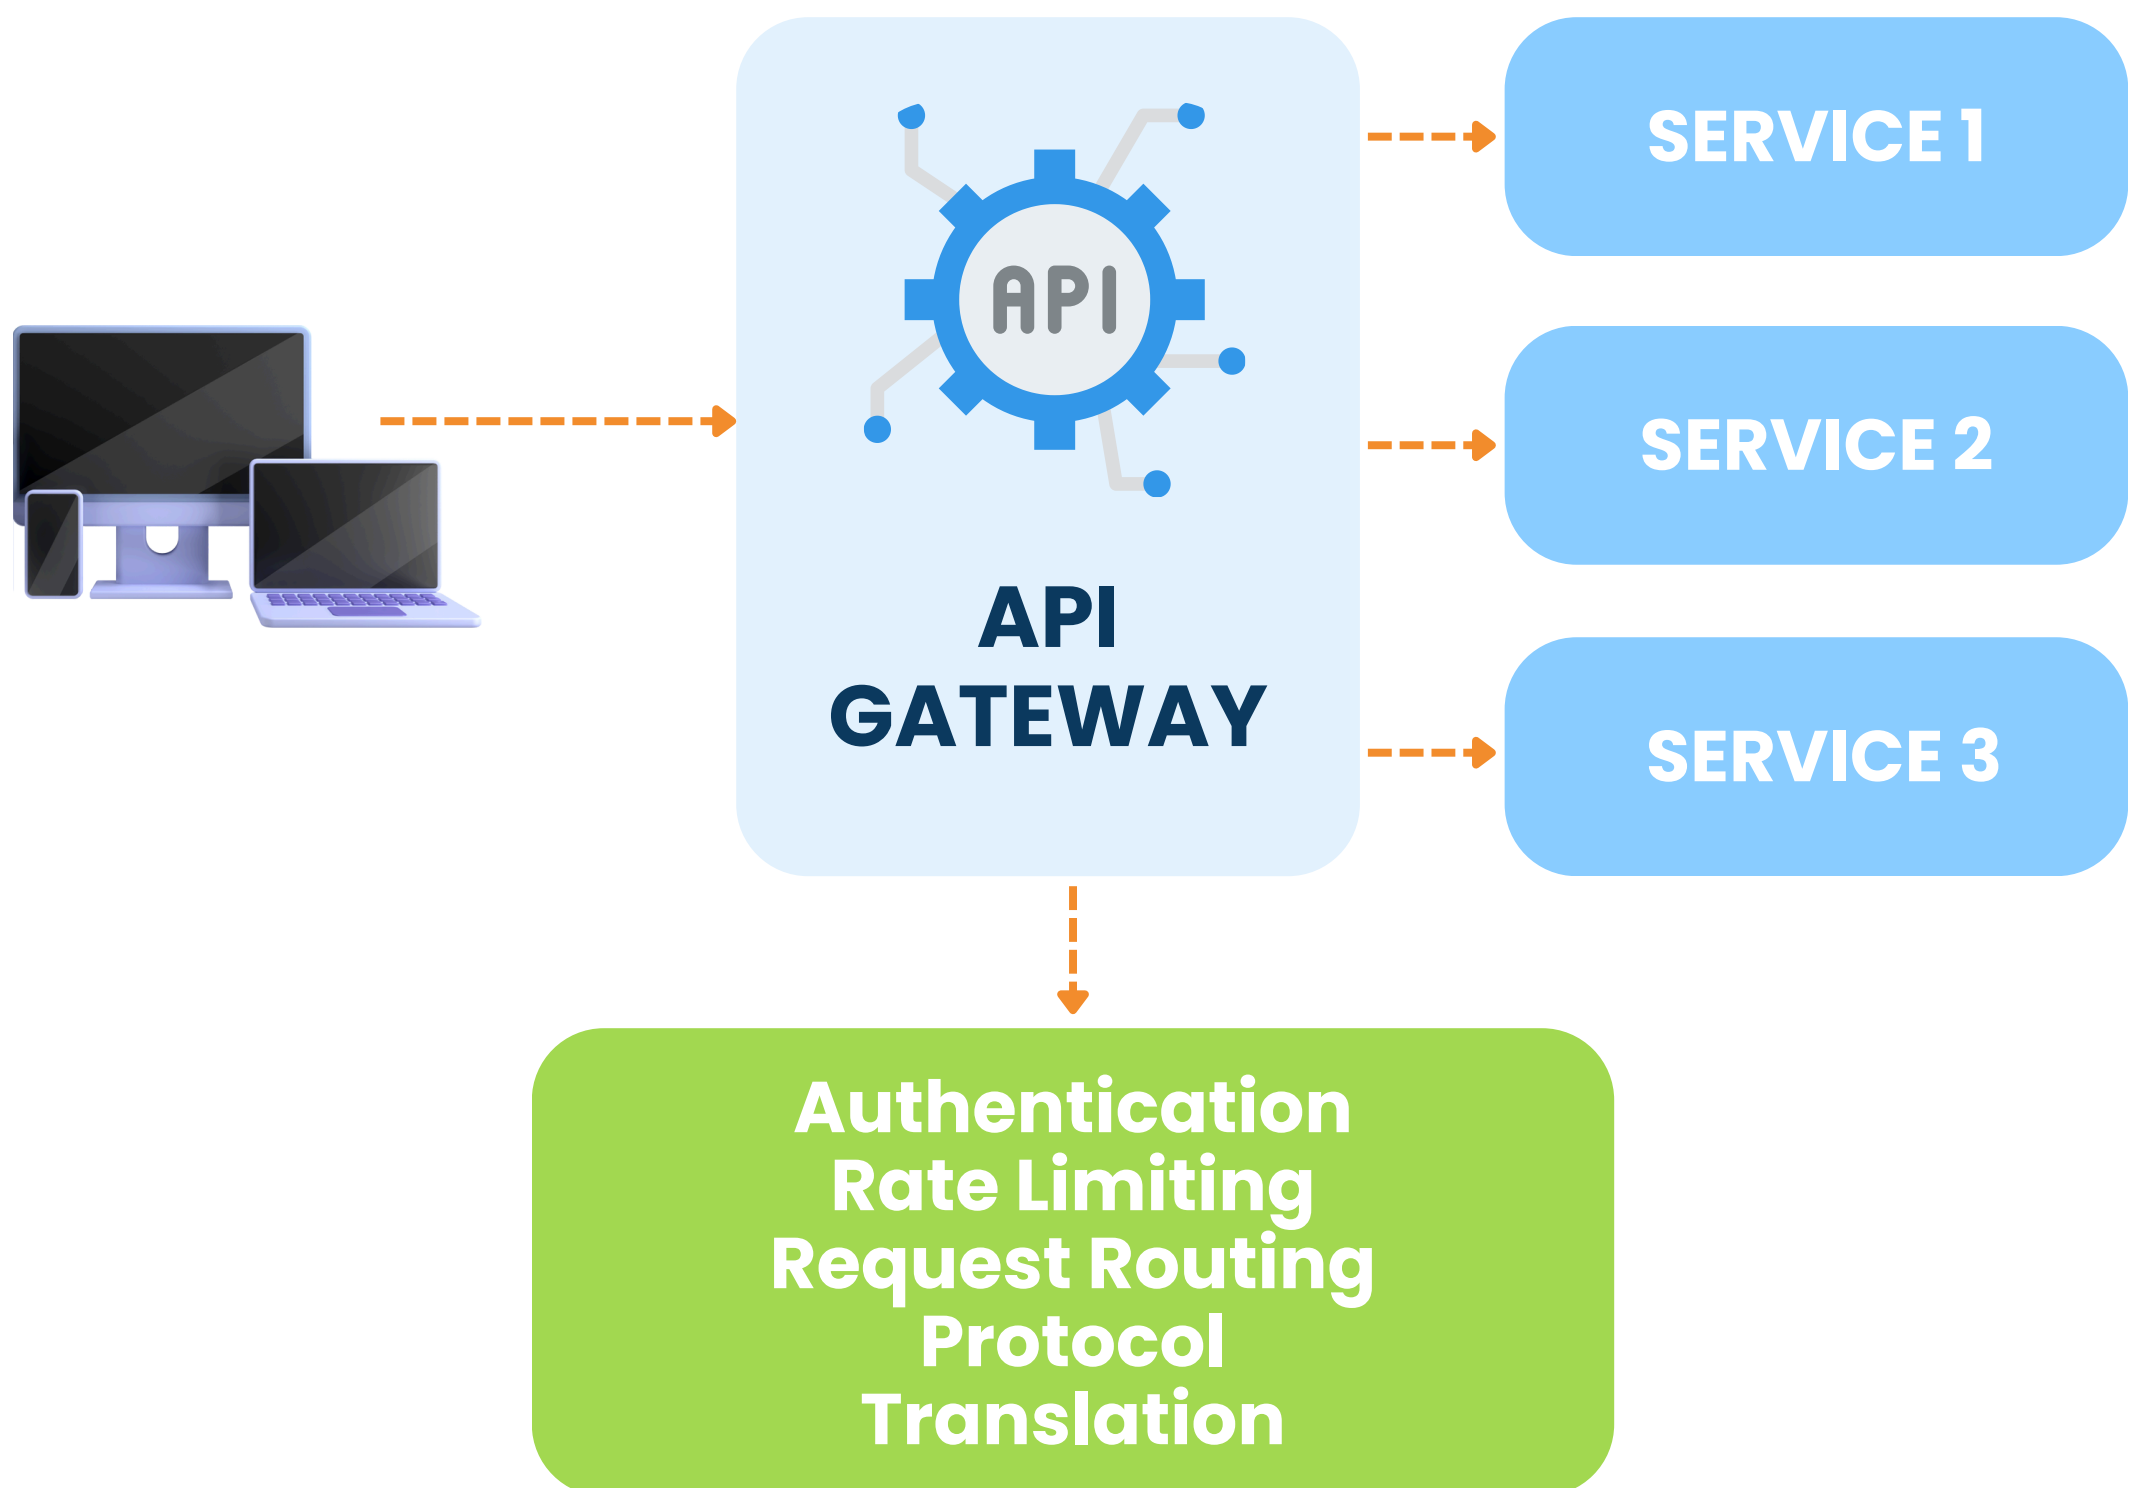 API
API
GATEWAY
SERVICE 1
SERVICE 2
SERVICE 3
Authentication
Rate Limiting
Request Routing
Protocol
Translation